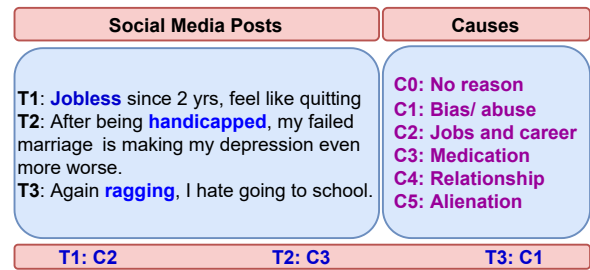 Social Media Posts
Causes
T1: Jobless since 2 yrs, feel like quitting
T2: After being handicapped, my failed
marriage is making my depression even
more worse.
T3: Again ragging, I hate going to school.
C0: No reason
C1: Bias/ abuse
C2: Jobs and career
C3: Medication
C4: Relationship
C5: Alienation
T1: C2
T2: C3
T3: C1